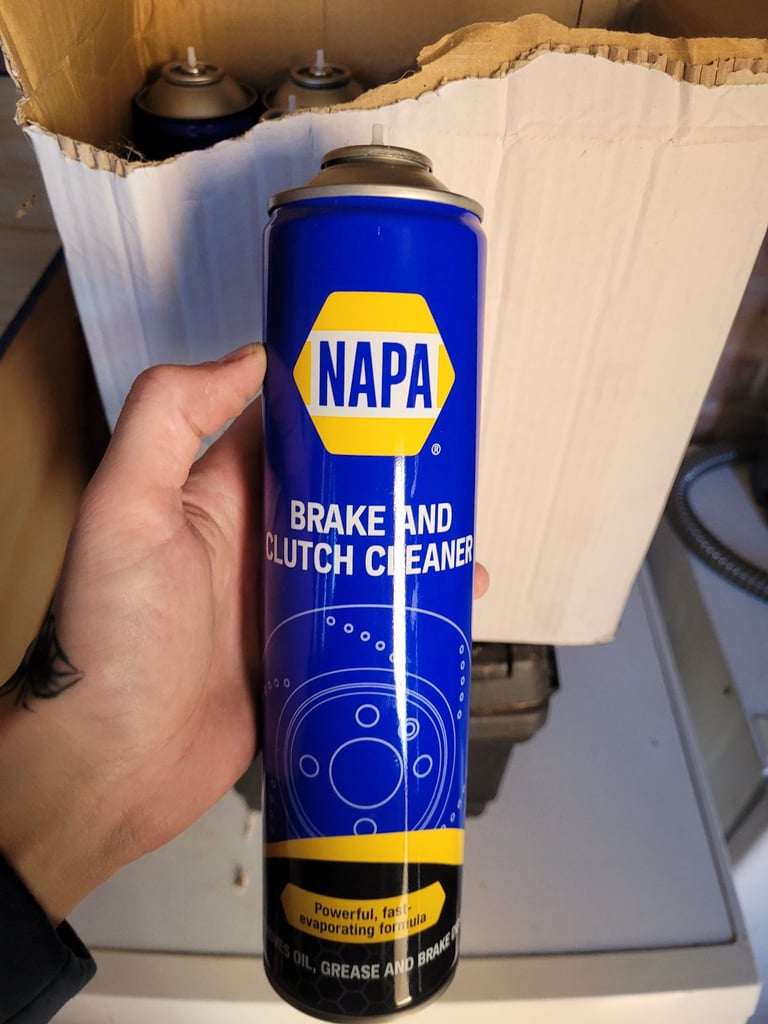 NAPA
®
BRAKE AND
CLUTCH CLEANER
Powerful, fast-
evaporating formula
OIL, GREASE AND BRAKE